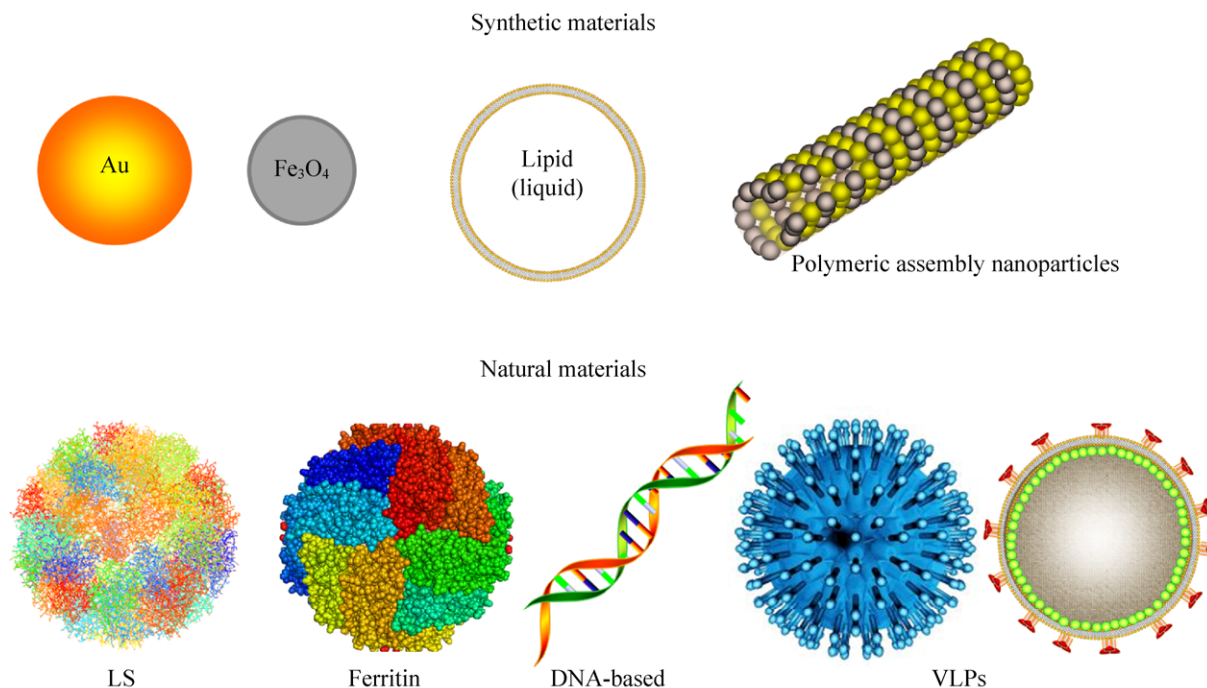 Synthetic materials
Au
Fe₃O₄
Lipid
(liquid)
Polymeric assembly nanoparticles
Natural materials
LS
Ferritin
DNA-based
VLPs